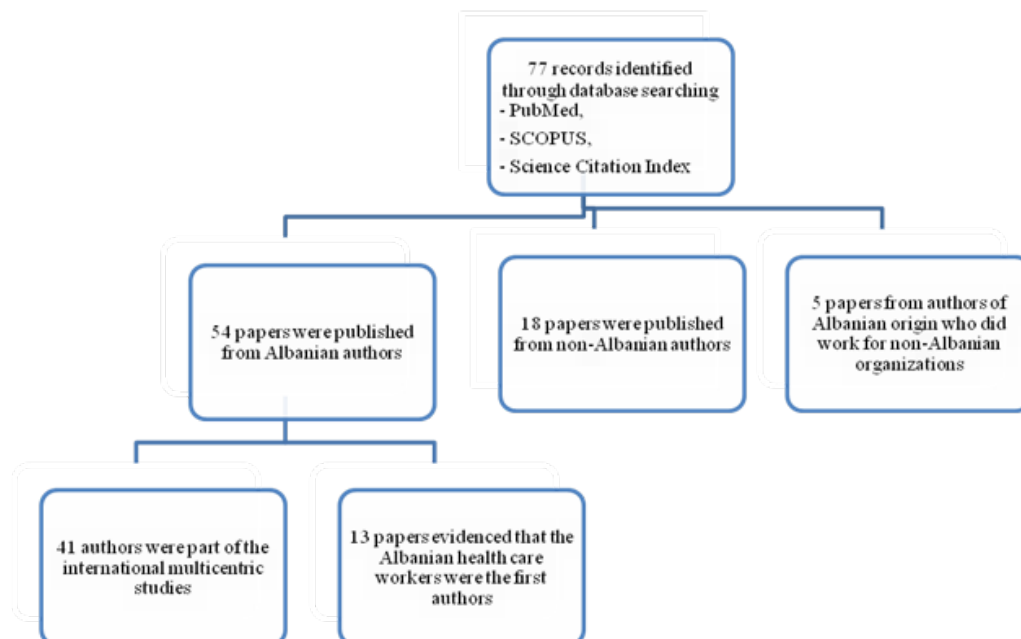 77 records identified
through database searching
- PubMed,
- SCOPUS,
- Science Citation Index
54 papers were published
from Albanian authors
18 papers were published
from non-Albanian authors
5 papers from authors of
Albanian origin who did
work for non-Albanian
organizations
41 authors were part of the
international multicentric
studies
13 papers evidenced that the
Albanian health care
workers were the first
authors